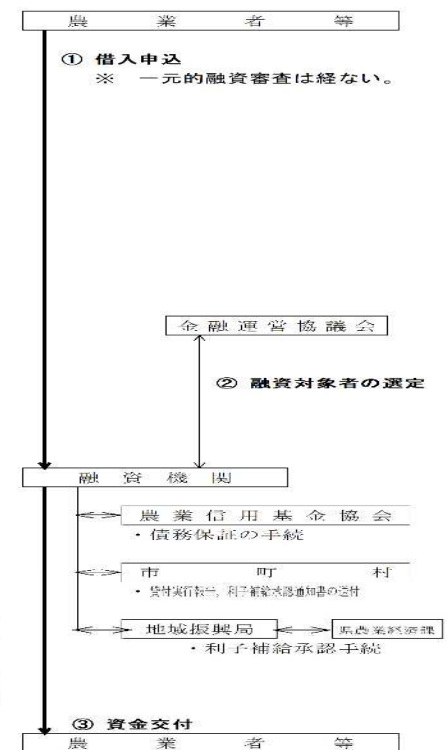 農業者等
① 借入申込
※ 一元的融資審査は経ない。
金融運営協議会
② 融資対象者の選定
融資機関
農業信用基金協会
・債務保証の手続
市町村
・貸付実行報告、利子補給承認通知書の送付
地域振興局
県農業経済課
・利子補給承認手続
③ 資金交付
農業者等